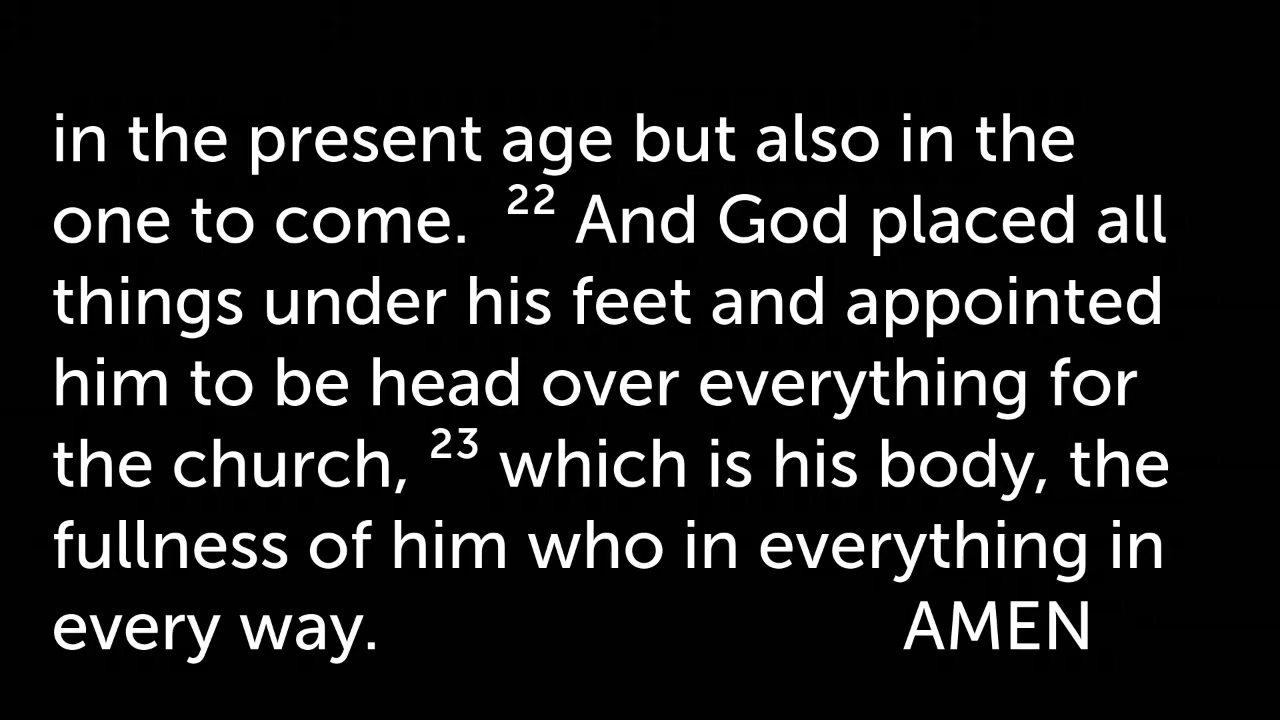 in the present age but also in the
one to come. 22 And God placed all
things under his feet and appointed
him to be head over everything for
the church, 23 which is his body, the
fullness of him who in everything in
every way. AMEN